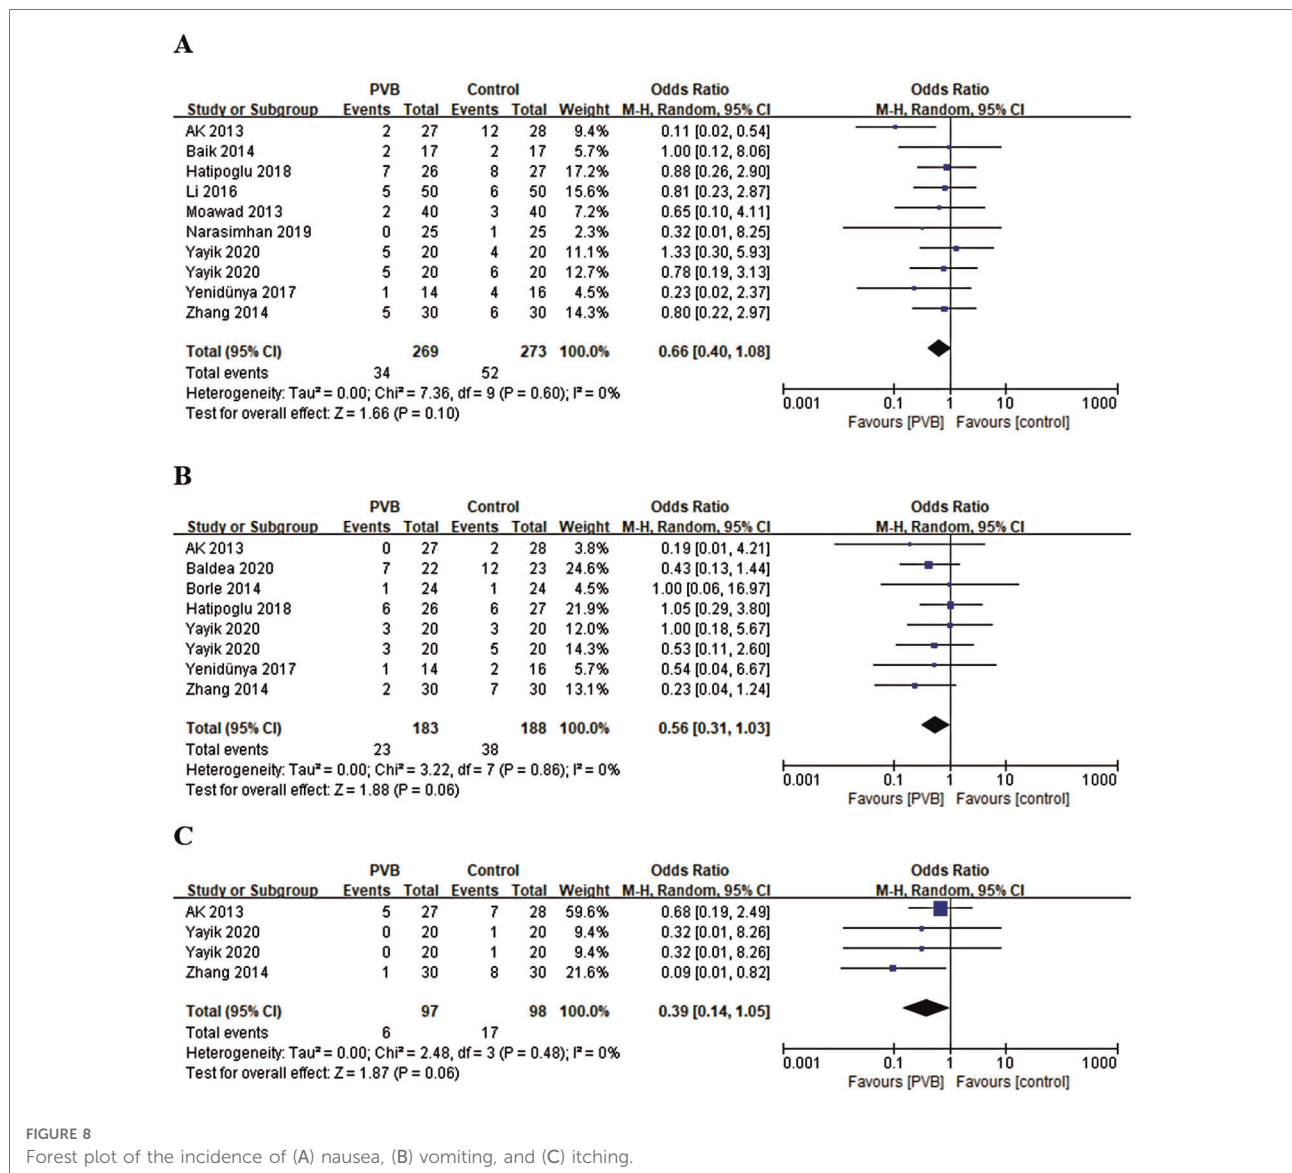 A
PVB Control Odds Ratio Odds Ratio
Study or Subgroup Events Total Events Total Weight M-H, Random, 95% CI M-H, Random, 95% CI
AK 2013 2 27 12 28 9.4% 0.11 [0.02, 0.54]
Baik 2014 2 17 2 17 5.7% 1.00 [0.12, 8.06]
Hatipoglu 2018 7 26 8 27 17.2% 0.88 [0.26, 2.90]
Li 2016 5 50 6 50 15.6% 0.81 [0.23, 2.87]
Moawad 2013 2 40 3 40 7.2% 0.65 [0.10, 4.11]
Narasimhan 2019 0 25 1 25 2.3% 0.32 [0.01, 8.25]
Yayik 2020 5 20 4 20 11.1% 1.33 [0.30, 5.93]
Yayik 2020 5 20 6 20 12.7% 0.78 [0.19, 3.13]
Yenidünya 2017 1 14 4 16 4.5% 0.23 [0.02, 2.37]
Zhang 2014 5 30 6 30 14.3% 0.80 [0.22, 2.97]
Total (95% CI) 269 273 100.0% 0.66 [0.40, 1.08]
Total events 34 52
Heterogeneity: Tau² = 0.00; Chi² = 7.36, df = 9 (P = 0.60); I² = 0%
Test for overall effect: Z = 1.66 (P = 0.10)
0.001 0.1 1 10 1000
Favours [PVB] Favours [control]
B
PVB Control Odds Ratio Odds Ratio
Study or Subgroup Events Total Events Total Weight M-H, Random, 95% CI M-H, Random, 95% CI
AK 2013 0 27 2 28 3.8% 0.19 [0.01, 4.21]
Baldea 2020 7 22 12 23 24.6% 0.43 [0.13, 1.44]
Borle 2014 1 24 1 24 4.5% 1.00 [0.06, 16.97]
Hatipoglu 2018 6 26 6 27 21.9% 1.05 [0.29, 3.80]
Yayik 2020 3 20 3 20 12.0% 1.00 [0.18, 5.67]
Yayik 2020 3 20 5 20 14.3% 0.53 [0.11, 2.60]
Yenidünya 2017 1 14 2 16 5.7% 0.54 [0.04, 6.67]
Zhang 2014 2 30 7 30 13.1% 0.23 [0.04, 1.24]
Total (95% CI) 183 188 100.0% 0.56 [0.31, 1.03]
Total events 23 38
Heterogeneity: Tau² = 0.00; Chi² = 3.22, df = 7 (P = 0.86); I² = 0%
Test for overall effect: Z = 1.88 (P = 0.06)
0.001 0.1 1 10 1000
Favours [PVB] Favours [control]
C
PVB Control Odds Ratio Odds Ratio
Study or Subgroup Events Total Events Total Weight M-H, Random, 95% CI M-H, Random, 95% CI
AK 2013 5 27 7 28 59.6% 0.68 [0.19, 2.49]
Yayik 2020 0 20 1 20 9.4% 0.32 [0.01, 8.26]
Yayik 2020 0 20 1 20 9.4% 0.32 [0.01, 8.26]
Zhang 2014 1 30 8 30 21.6% 0.09 [0.01, 0.82]
Total (95% CI) 97 98 100.0% 0.39 [0.14, 1.05]
Total events 6 17
Heterogeneity: Tau² = 0.00; Chi² = 2.48, df = 3 (P = 0.48); I² = 0%
Test for overall effect: Z = 1.87 (P = 0.06)
0.001 0.1 1 10 1000
Favours [PVB] Favours [control]
FIGURE 8
Forest plot of the incidence of (A) nausea, (B) vomiting, and (C) itching.